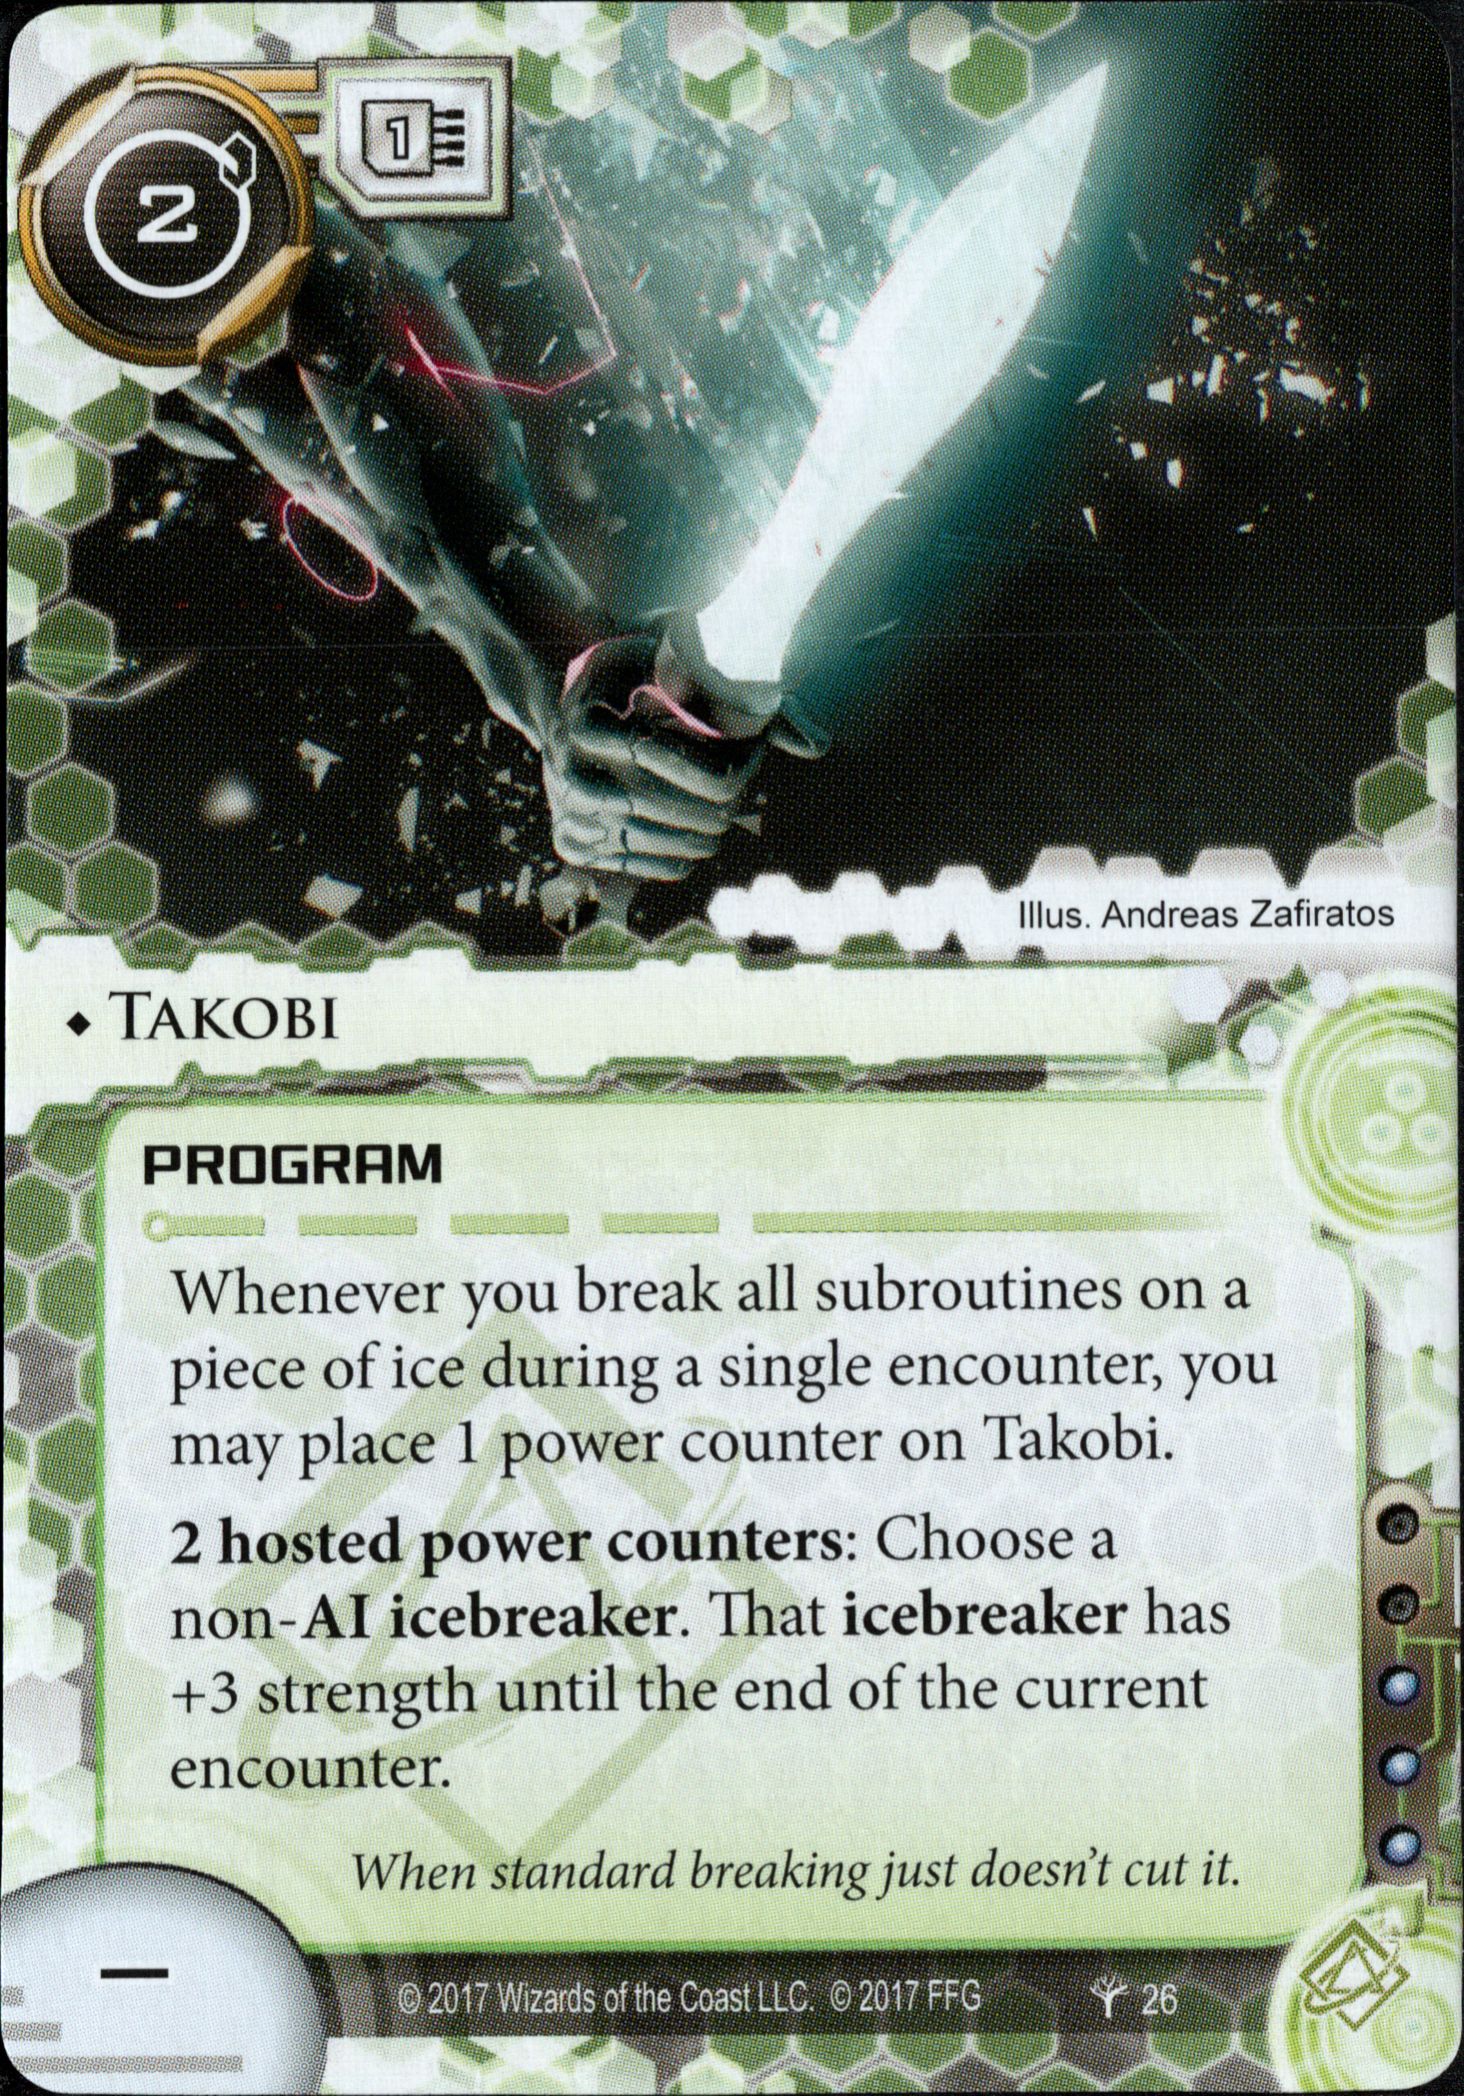 2
1
Illus. Andreas Zafiratos
◆ TAKOBI
PROGRAM
Whenever you break all subroutines on a
piece of ice during a single encounter, you
may place 1 power counter on Takobi.
2 hosted power counters: Choose a
non-AI icebreaker. That icebreaker has
+3 strength until the end of the current
encounter.
When standard breaking just doesn't cut it.
–
© 2017 Wizards of the Coast LLC. © 2017 FFG
26